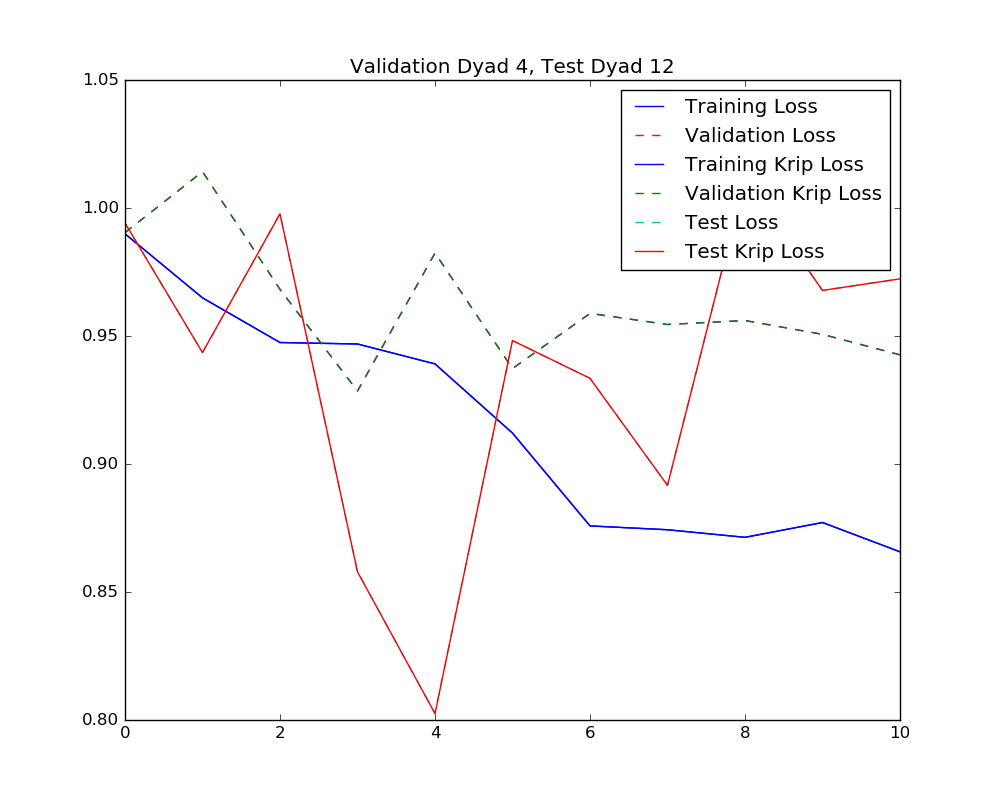 Validation Dyad 4, Test Dyad 12
1.05
1.00
0.95
0.90
0.85
0.80
0
2
4
6
8
10
Training Loss
Validation Loss
Training Krip Loss
Validation Krip Loss
Test Loss
Test Krip Loss